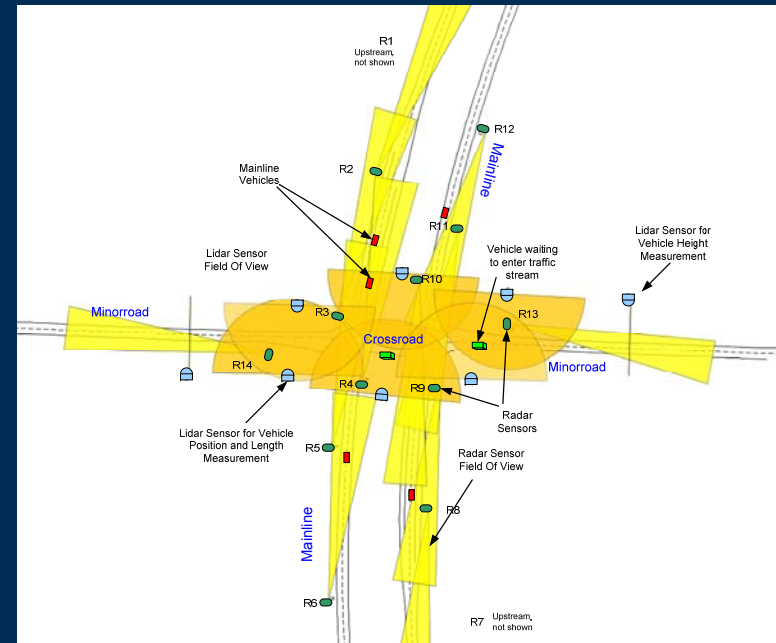 R1
Upstream,
not shown
R12
R2
Mainline
Mainline
Vehicles
R11
Lidar Sensor for
Vehicle Height
Measurement
Vehicle waiting
to enter traffic
stream
Lidar Sensor
Field Of View
R10
Minorroad
R3
R13
Crossroad
R14
Minorroad
R4
R9
Radar
Sensors
Lidar Sensor for Vehicle
Position and Length
Measurement
R5
Radar Sensor
Field Of View
Mainline
R8
R6
R7
Upstream,
not shown